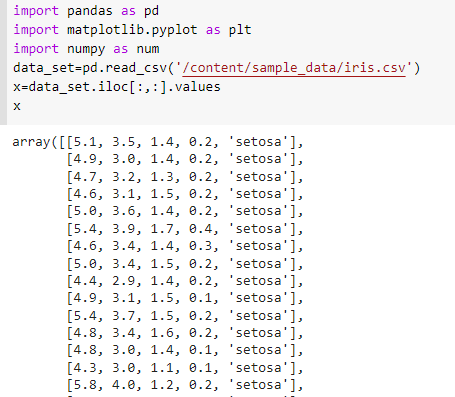 import pandas as pd
import matplotlib.pyplot as plt
import numpy as num
data_set=pd.read_csv('/content/sample_data/iris.csv')
x=data_set.iloc[:,:].values
x
array([[5.1, 3.5, 1.4, 0.2, 'setosa'],
[4.9, 3.0, 1.4, 0.2, 'setosa'],
[4.7, 3.2, 1.3, 0.2, 'setosa'],
[4.6, 3.1, 1.5, 0.2, 'setosa'],
[5.0, 3.6, 1.4, 0.2, 'setosa'],
[5.4, 3.9, 1.7, 0.4, 'setosa'],
[4.6, 3.4, 1.4, 0.3, 'setosa'],
[5.0, 3.4, 1.5, 0.2, 'setosa'],
[4.4, 2.9, 1.4, 0.2, 'setosa'],
[4.9, 3.1, 1.5, 0.1, 'setosa'],
[5.4, 3.7, 1.5, 0.2, 'setosa'],
[4.8, 3.4, 1.6, 0.2, 'setosa'],
[4.8, 3.0, 1.4, 0.1, 'setosa'],
[4.3, 3.0, 1.1, 0.1, 'setosa'],
[5.8, 4.0, 1.2, 0.2, 'setosa'],